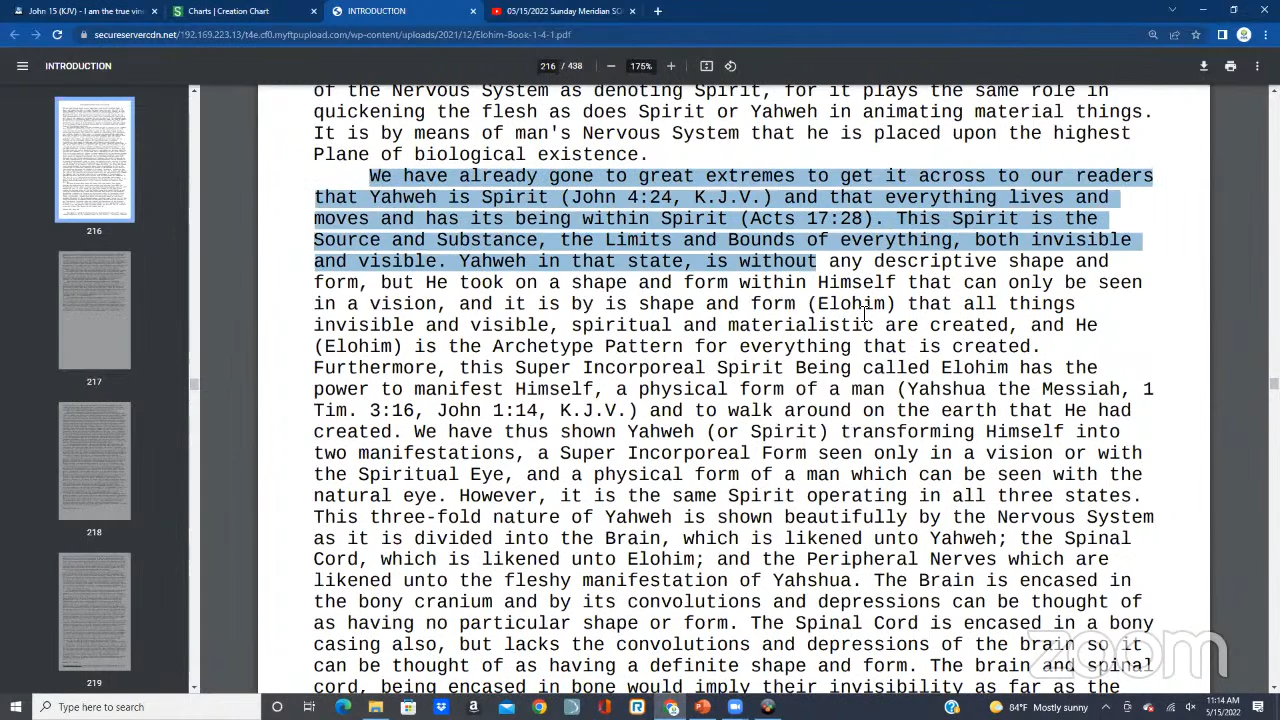 John 15 (KJV) - I am the true vin
Charts | Creation Chart
INTRODUCTION
05/15/2022 Sunday Meridian SC
secureservercdn.net/192.169.223.13/t4e.cf0.myftpupload.com/wp-content/uploads/2021/12/Elohim-Book-1-4-1.pdf
INTRODUCTION
216 / 438
175%
of the Nervous System as denoting Spirit, for it plays the same role in
quickening the body as does Spirit or Yahweh in animating material things.
It is by means of man's Nervous System that he is placed upon the highest
Plane of biological existence.
We have already gone to great extremes to get it across to our readers
that Yahweh is Spirit (John 4:24, K.J.V.) and that everything lives and
moves and has its being within Spirit (Acts 17:28). This Spirit is the
Source and Substance, the Limits and Bounds of everything, both invisible
and visible, and in that state, is without any descriptive shape and
form, but He took on a shape and form within Himself that can only be seen
in a vision; and it is by is shape and form (Elohim) that all things
invisible and visible, spiritual and materialistic are created, and He
(Elohim) is the Archetype Pattern for everything that is created.
Furthermore, this Super Incorporeal Spirit Being called Elohim has the
power to manifest Himself, a physical form of a man (Yahshua the Messiah, 1
Tim. 3:16, John 1:14, K.J.V.) and to walk and talk on the earth that He had
created. We have thus shown Yahweh (or Spirit) transforming Himself into
two manifestations: a Super Incorporeal form seen only in vision or with
the Spiritual Eye, and a physical form of a man which can be seen with the
natural eye. However, it is the same Spirit operating in all three states.
This three-fold nature of Yahweh is shown beautifully by the Nervous System
as it is divided into the Brain, which is likened unto Yahweh; the Spinal
Cord, which is likened unto Elohim, and the Peripheral Nerves which are
likened unto the bodily manifestation of Yahshua. The Brain is encased in
the bony cranium and by its convolutions and depressions can be thought of
as having no particular shape or form. The Spinal Cord is encased in a bony
casing also, but has not the convolutions and depressions of the brain so it
can be thought of as having a definite shape and form. The brain and spinal
cord, being encased in bone would imply their invisibility as far as the
216
217
218
219
zoom
Type here to search
84°F Mostly sunny
11:14 AM
5/15/2022